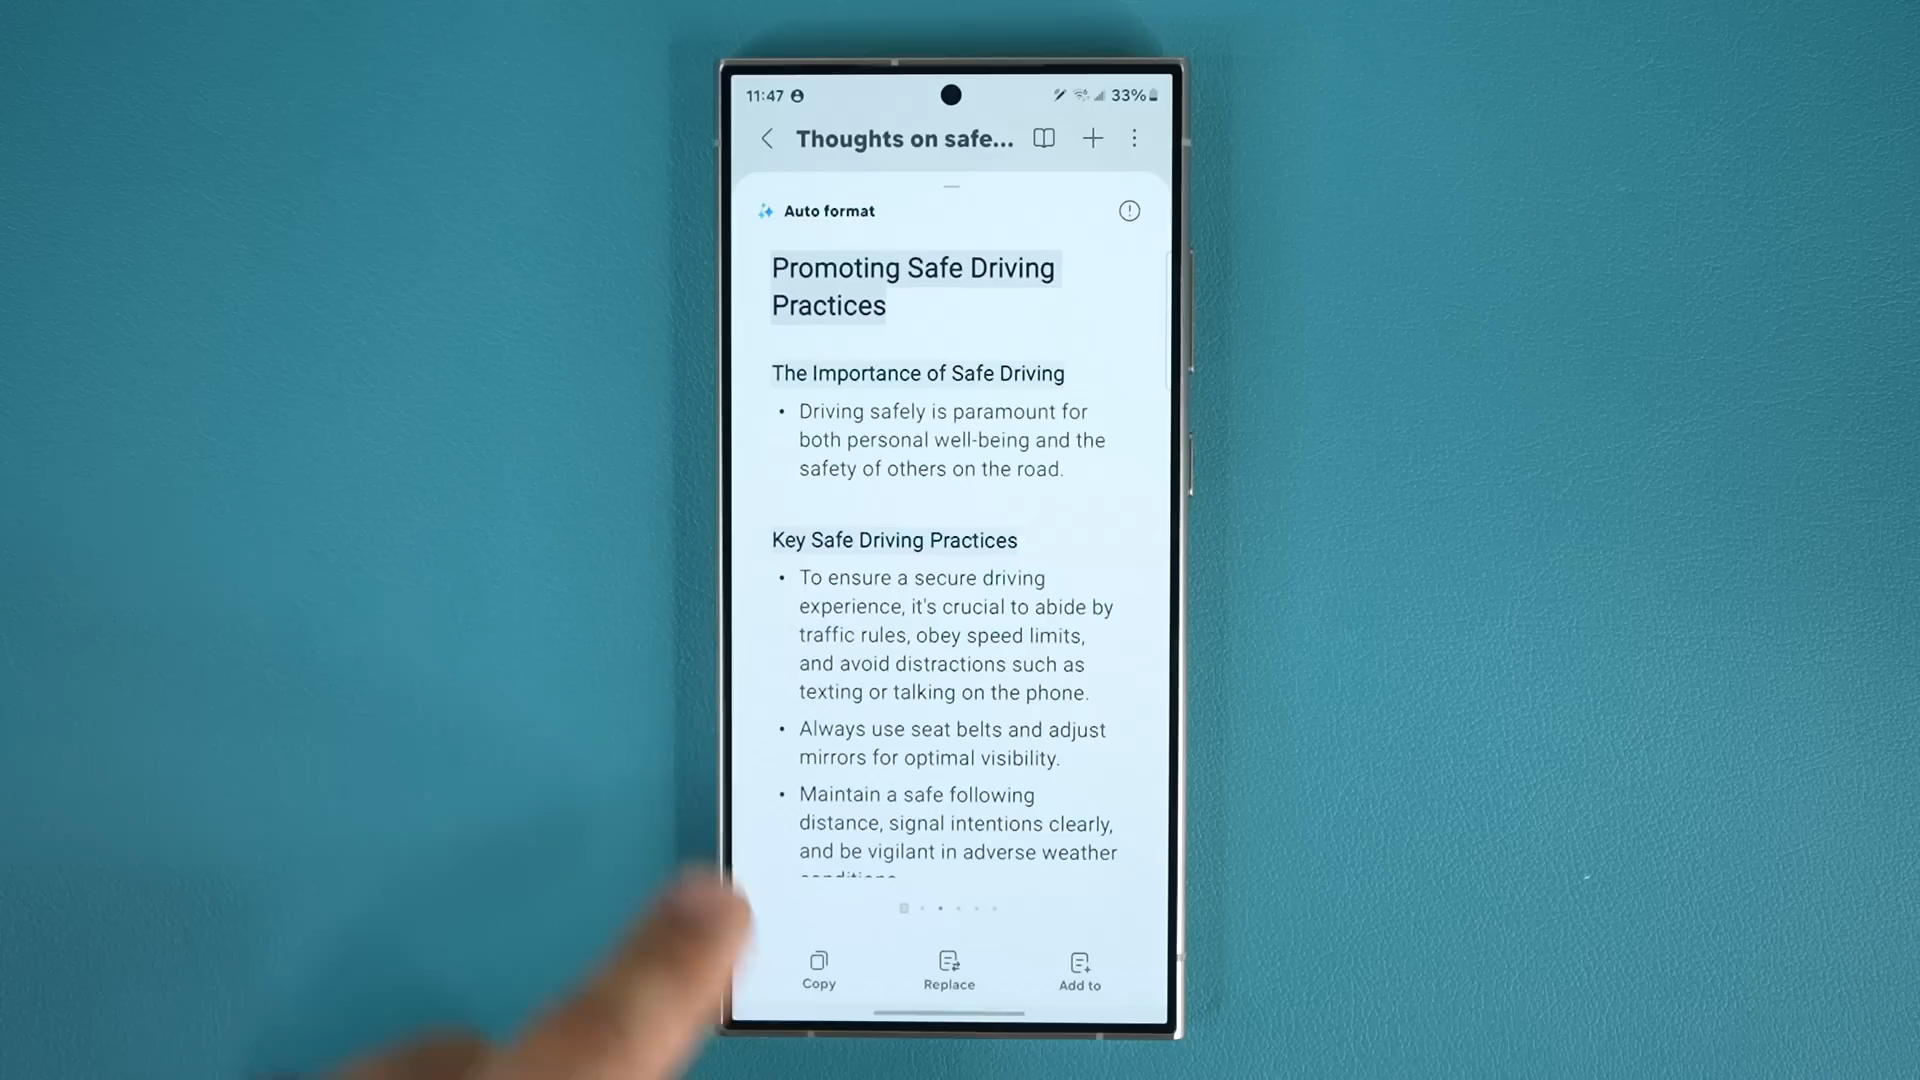 11:47 33%
Thoughts on safe...
Auto format
Promoting Safe Driving
Practices
The Importance of Safe Driving
• Driving safely is paramount for
both personal well-being and the
safety of others on the road.
Key Safe Driving Practices
• To ensure a secure driving
experience, it's crucial to abide by
traffic rules, obey speed limits,
and avoid distractions such as
texting or talking on the phone.
• Always use seat belts and adjust
mirrors for optimal visibility.
• Maintain a safe following
distance, signal intentions clearly,
and be vigilant in adverse weather
Copy Replace Add to